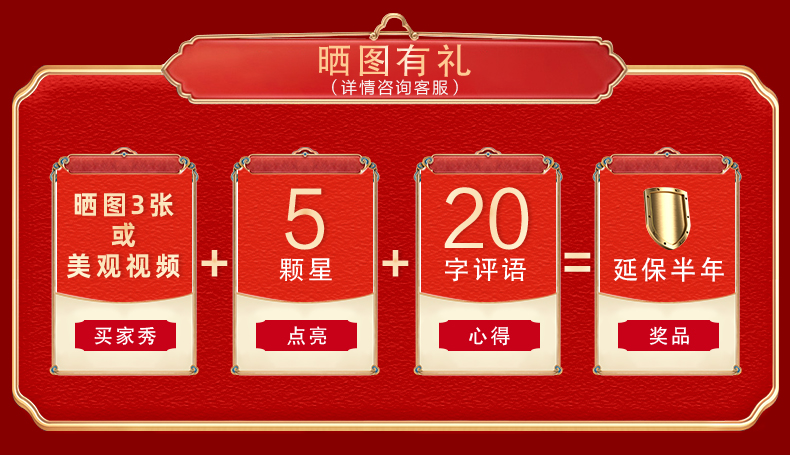 晒图有礼
（详情咨询客服）
晒图3张
或
美观视频
买家秀
+
5
颗星
点亮
+
20
字评语
心得
=
延保半年
奖品